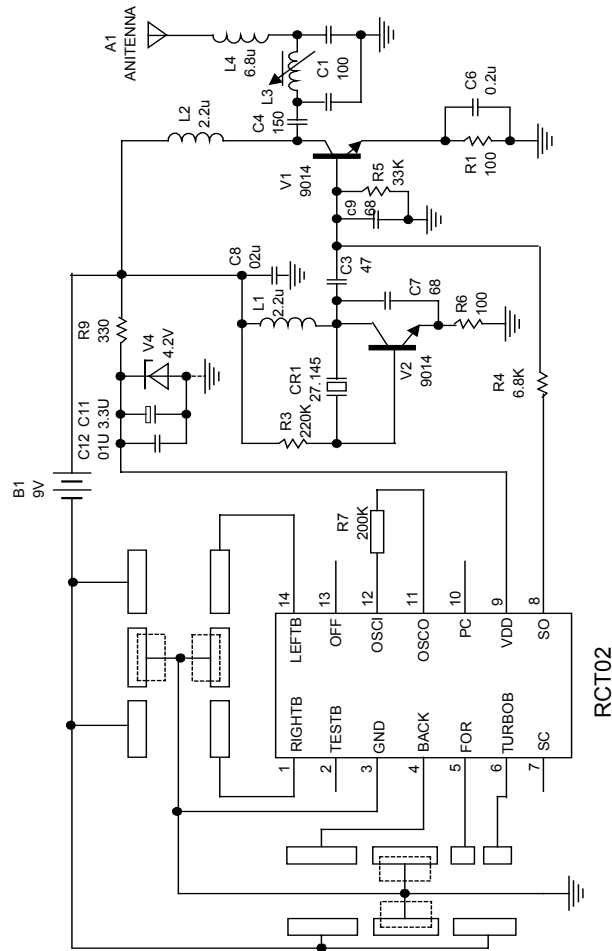 A1
ANITENNA
L4
6.8u
L3
C1
100
L2
2.2u
C4
150
C6
0.2u
V1
9014
R5
33K
R1
100
c9
68
C8
02u
L1
2.2u
C3
47
C7
68
R9
330
V4
4.2V
R3
220K
CR1
27.145
V2
9014
R6
100
C12 C11
01U 3.3U
R4
6.8K
B1
9V
R7
200K
14
13
12
11
10
9
8
LEFTB
OFF
OSCI
OSCO
PC
VDD
SO
RIGHTB
TESTB
GND
BACK
FOR
TURBOB
SC
1
2
3
4
5
6
7
RCT02